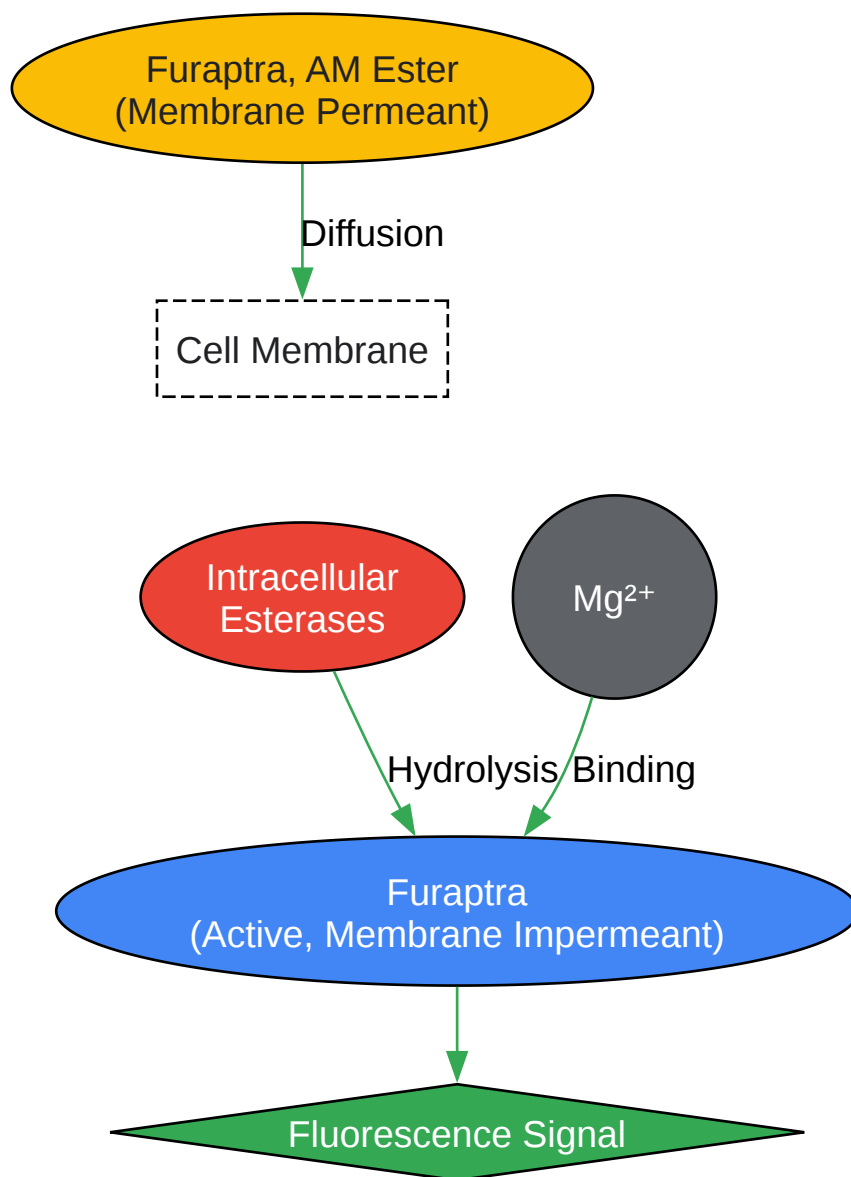 Furaptra, AM Ester
(Membrane Permeant)
Diffusion
Cell Membrane
Intracellular
Esterases
Mg²⁺
Hydrolysis
Binding
Furaptra
(Active, Membrane Impermeant)
Fluorescence Signal